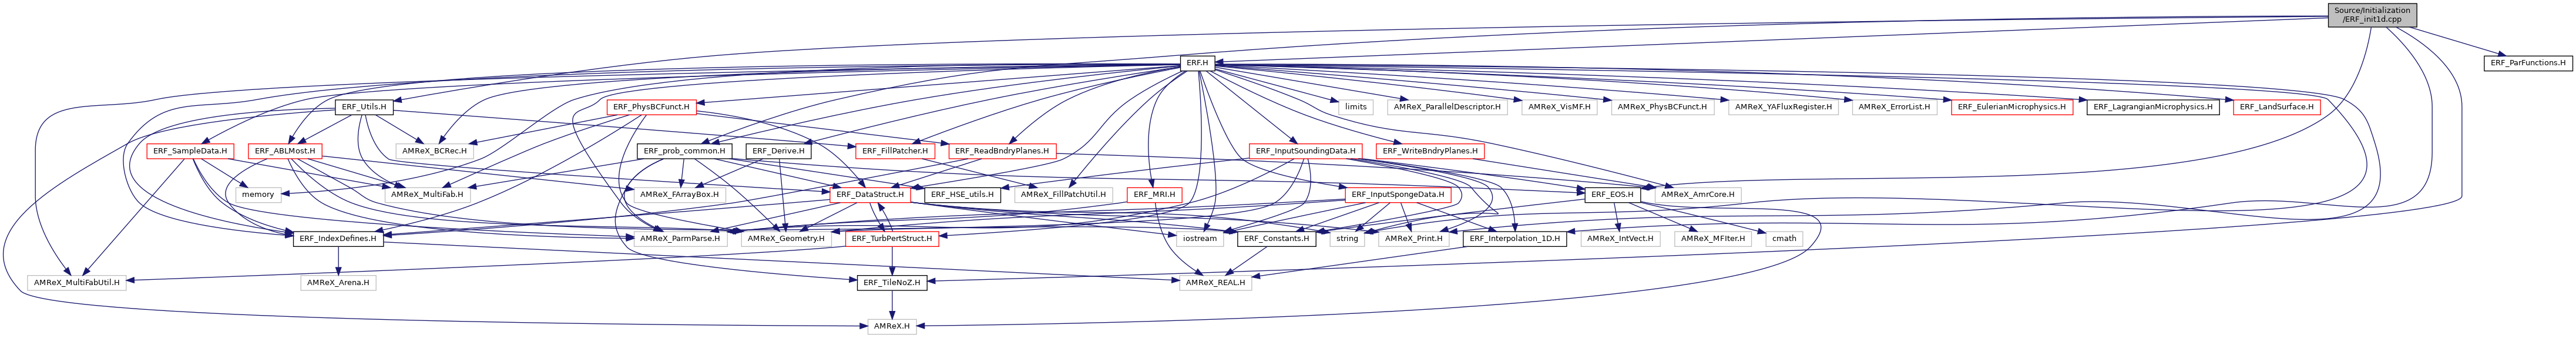 Source/Initialization
/ERF_init1d.cpp
ERF.H
ERF_ParFunctions.H
ERF_Utils.H
ERF_PhysBCFunct.H
limits
AMReX_ParallelDescriptor.H
AMReX_VisMF.H
AMReX_PhysBCFunct.H
AMReX_YAFluxRegister.H
AMReX_ErrorList.H
ERF_EulerianMicrophysics.H
ERF_LagrangianMicrophysics.H
ERF_LandSurface.H
ERF_SampleData.H
ERF_ABLMost.H
AMReX_BCRec.H
ERF_prob_common.H
ERF_Derive.H
ERF_FillPatcher.H
ERF_ReadBndryPlanes.H
ERF_InputSoundingData.H
ERF_WriteBndryPlanes.H
memory
AMReX_MultiFab.H
AMReX_FArrayBox.H
ERF_DataStruct.H
ERF_HSE_utils.H
AMReX_FillPatchUtil.H
ERF_MRI.H
ERF_InputSpongeData.H
ERF_EOS.H
AMReX_AmrCore.H
ERF_IndexDefines.H
AMReX_ParmParse.H
AMReX_Geometry.H
ERF_TurbPertStruct.H
iostream
ERF_Constants.H
string
AMReX_Print.H
ERF_Interpolation_1D.H
AMReX_IntVect.H
AMReX_MFIter.H
cmath
AMReX_MultiFabUtil.H
AMReX_Arena.H
ERF_TileNoZ.H
AMReX_REAL.H
AMReX.H